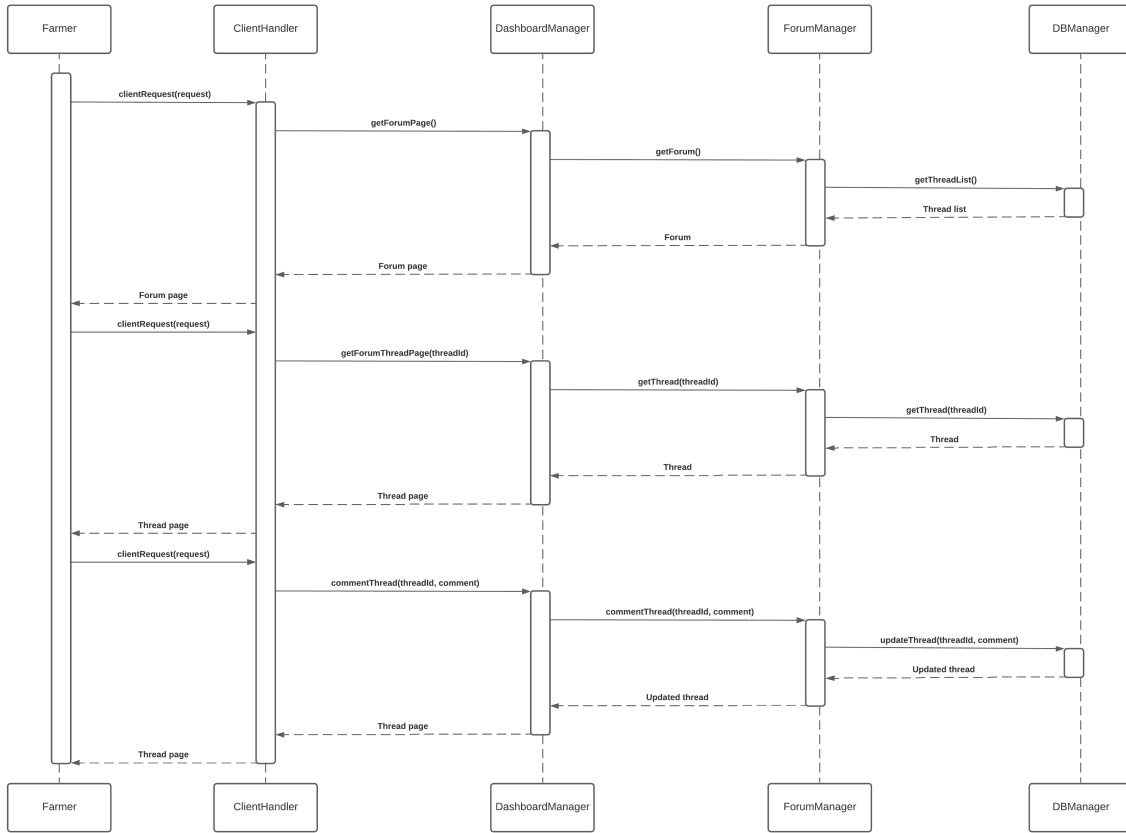 Farmer
ClientHandler
DashboardManager
ForumManager
DBManager
clientRequest(request)
getForumPage()
getForum()
getThreadList()
Thread list
Forum
Forum page
Forum page
clientRequest(request)
getForumThreadPage(threadId)
getThread(threadId)
getThread(threadId)
Thread
Thread
Thread page
Thread page
clientRequest(request)
commentThread(threadId, comment)
commentThread(threadId, comment)
updateThread(threadId, comment)
Updated thread
Updated thread
Thread page
Thread page
Farmer
ClientHandler
DashboardManager
ForumManager
DBManager